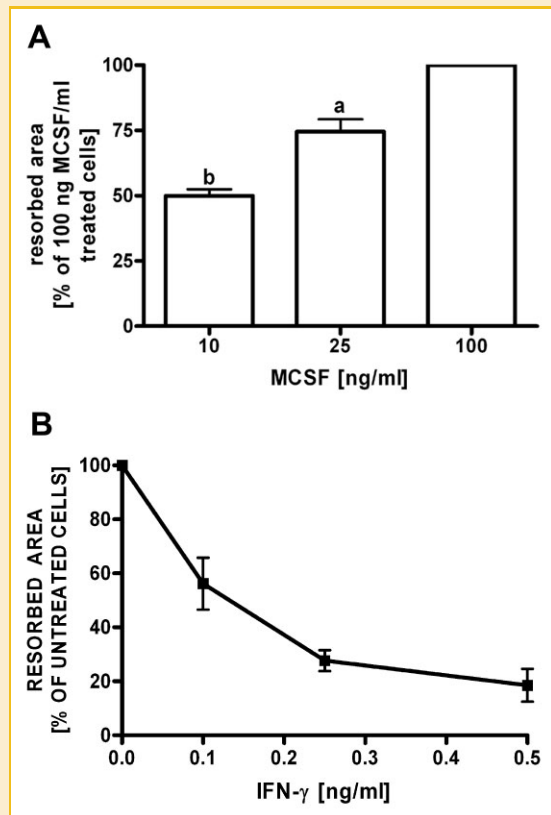 A
resorbed area
[% of 100 ng MCSF/ml
treated cells]
100
75
50
25
0
b
a
10 25 100
MCSF [ng/ml]
B
RESORBED AREA
[% OF UNTREATED CELLS]
100
80
60
40
20
0
0.0 0.1 0.2 0.3 0.4 0.5
IFN-γ [ng/ml]